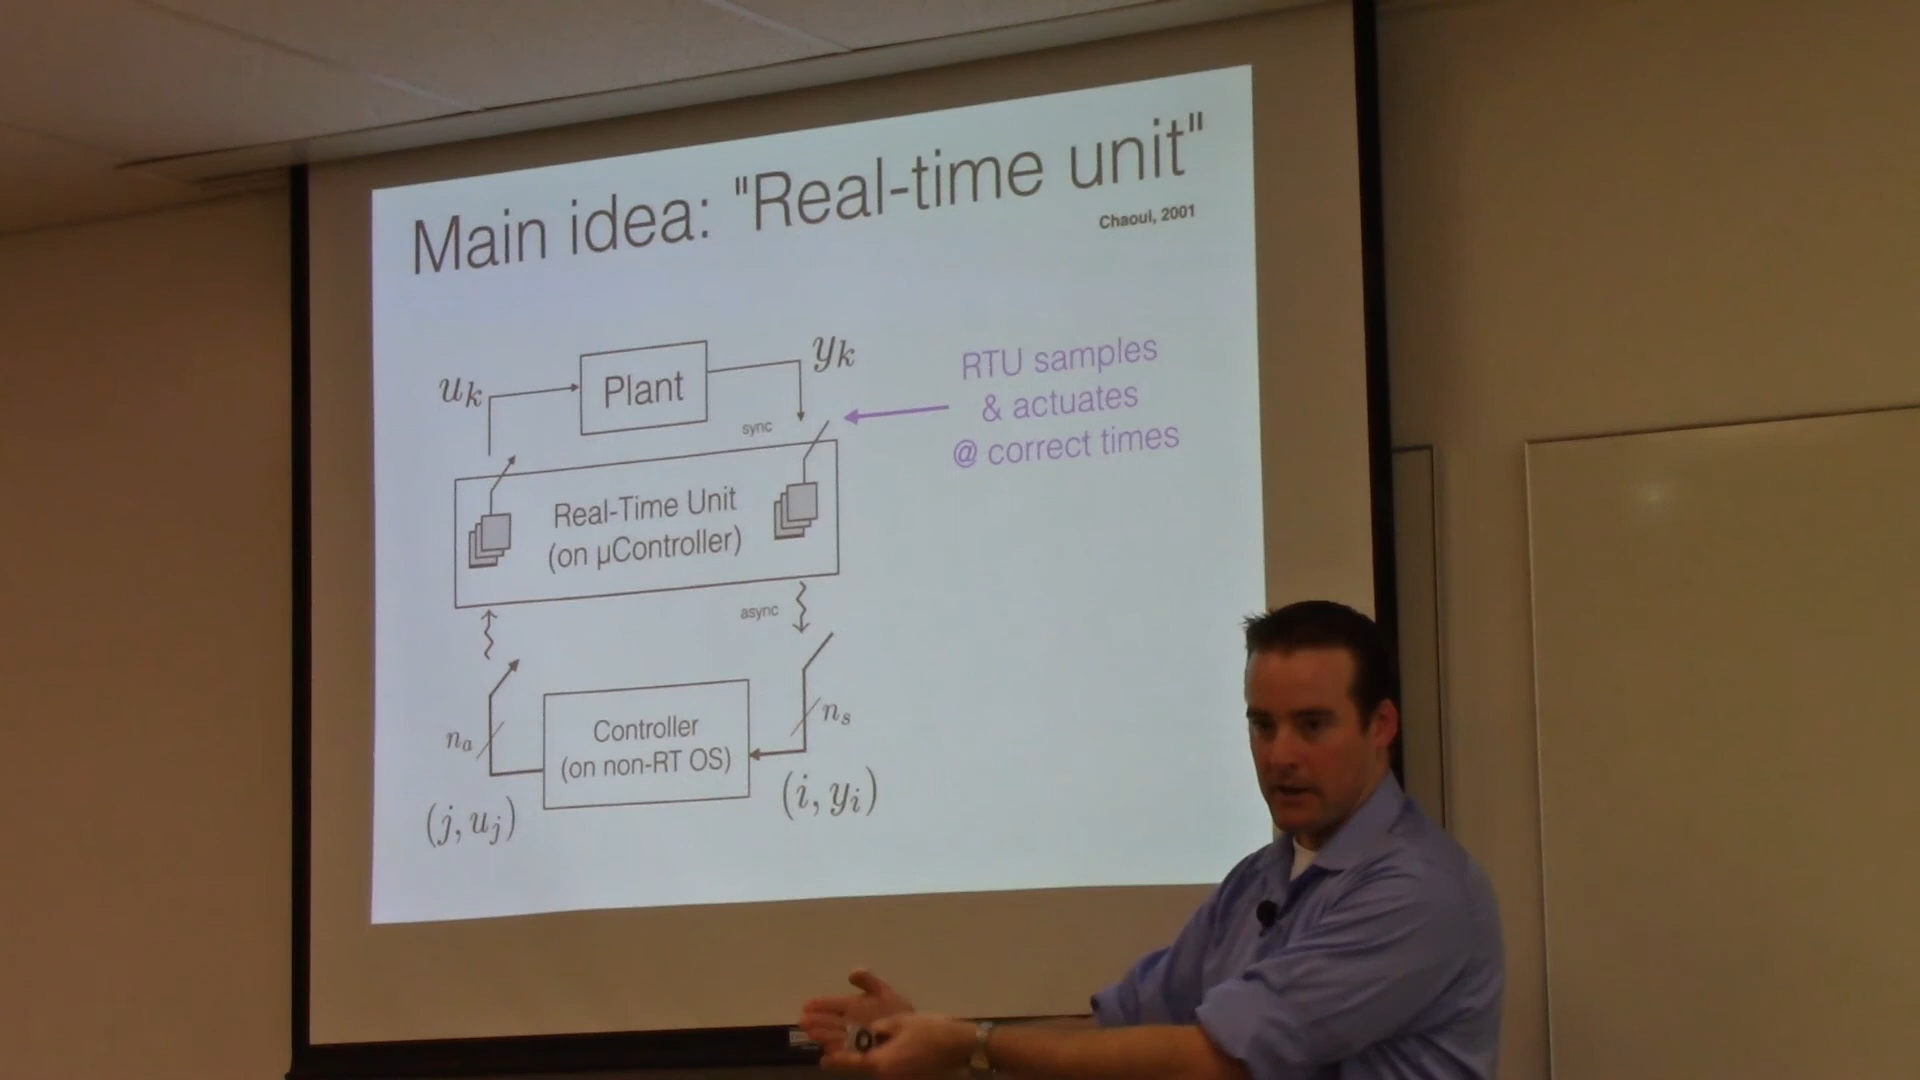 Main idea: "Real-time unit"
Chaoui, 2001
u_k
Plant
y_k
sync
RTU samples
& actuates
@ correct times
Real-Time Unit
(on µController)
async
n_a
Controller
(on non-RT OS)
n_s
(j, u_j)
(i, y_i)